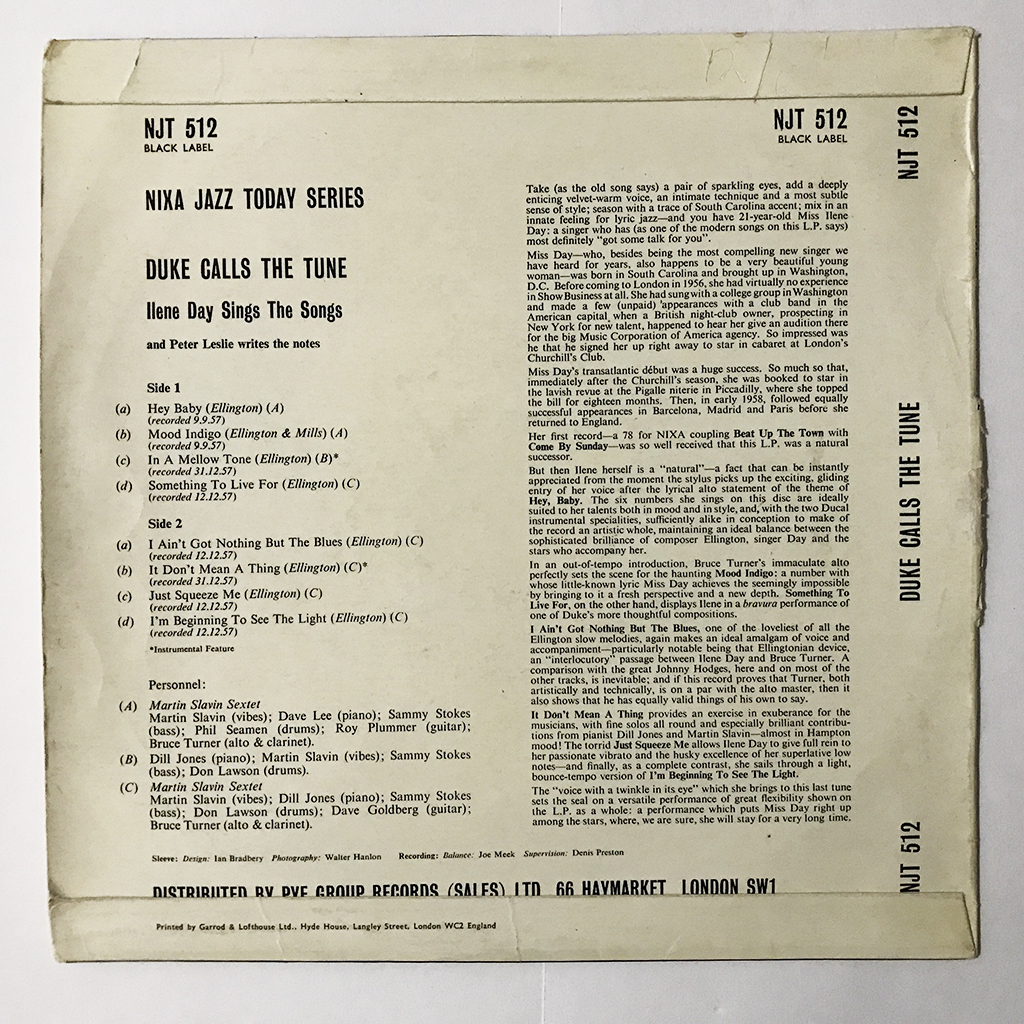 NJT 512
BLACK LABEL
NJT 512
BLACK LABEL
NIXA JAZZ TODAY SERIES
DUKE CALLS THE TUNE
Ilene Day Sings The Songs
and Peter Leslie writes the notes
Side 1
(a) Hey Baby (Ellington) (A)
(recorded 9.9.57)
(b) Mood Indigo (Ellington & Mills) (A)
(recorded 9.9.57)
(c) In A Mellow Tone (Ellington) (B)*
(recorded 31.12.57)
(d) Something To Live For (Ellington) (C)
(recorded 12.12.57)
Side 2
(a) I Ain't Got Nothing But The Blues (Ellington) (C)
(recorded 12.12.57)
(b) It Don't Mean A Thing (Ellington) (C)*
(recorded 31.12.57)
(c) Just Squeeze Me (Ellington) (C)
(recorded 12.12.57)
(d) I'm Beginning To See The Light (Ellington) (C)
(recorded 12.12.57)
*Instrumental Feature
Personnel:
(A) Martin Slavin Sextet
Martin Slavin (vibes); Dave Lee (piano); Sammy Stokes
(bass); Phil Seamen (drums); Roy Plummer (guitar);
Bruce Turner (alto & clarinet).
(B) Dill Jones (piano); Martin Slavin (vibes); Sammy Stokes
(bass); Don Lawson (drums).
(C) Martin Slavin Sextet
Martin Slavin (vibes); Dill Jones (piano); Sammy Stokes
(bass); Don Lawson (drums); Dave Goldberg (guitar);
Bruce Turner (alto & clarinet).
Take (as the old song says) a pair of sparkling eyes, add a deeply
enticing velvet-warm voice, an intimate technique and a most subtle
sense of style; season with a trace of South Carolina accent; mix in an
innate feeling for lyric jazz—and you have 21-year-old Miss Ilene
Day: a singer who has (as one of the modern songs on this L.P. says)
most definitely "got some talk for you".
Miss Day—who, besides being the most compelling new singer we
have heard for years, also happens to be a very beautiful young
woman—was born in South Carolina and brought up in Washington,
D.C. Before coming to London in 1956, she had virtually no experience
in Show Business at all. She had sung with a college group in Washington
and made a few (unpaid) appearances with a club band in the
American capital, when a British night-club owner, prospecting in
New York for new talent, happened to hear her give an audition there
for the big Music Corporation of America agency. So impressed was
he that he signed her up right away to star in cabaret at London's
Churchill's Club.
Miss Day's transatlantic début was a huge success. So much so that,
immediately after the Churchill's season, she was booked to star in
the lavish revue at the Pigalle niterie in Piccadilly, where she topped
the bill for eighteen months. Then, in early 1958, followed equally
successful appearances in Barcelona, Madrid and Paris before she
returned to England.
Her first record—a 78 for NIXA coupling Beat Up The Town with
Come By Sunday—was so well received that this L.P. was a natural
successor.
But then Ilene herself is a "natural"—a fact that can be instantly
appreciated from the moment the stylus picks up the exciting, gliding
entry of her voice after the lyrical alto statement of the theme of
Hey, Baby. The six numbers she sings on this disc are ideally
suited to her talents both in mood and in style, and, with the two Ducal
instrumental specialities, sufficiently alike in conception to make of
the record an artistic whole, maintaining an ideal balance between the
sophisticated brilliance of composer Ellington, singer Day and the
stars who accompany her.
In an out-of-tempo introduction, Bruce Turner's immaculate alto
perfectly sets the scene for the haunting Mood Indigo: a number with
whose little-known lyric Miss Day achieves the seemingly impossible
by bringing to it a fresh perspective and a new depth. Something To
Live For, on the other hand, displays Ilene in a bravura performance of
one of Duke's more thoughtful compositions.
I Ain't Got Nothing But The Blues, one of the loveliest of all the
Ellington slow melodies, again makes an ideal amalgam of voice and
accompaniment—particularly notable being that Ellingtonian device,
an "interlocutory" passage between Ilene Day and Bruce Turner. A
comparison with the great Johnny Hodges, here and on most of the
other tracks, is inevitable; and if this record proves that Turner, both
artistically and technically, is on a par with the alto master, then it
also shows that he has equally valid things of his own to say.
It Don't Mean A Thing provides an exercise in exuberance for the
musicians, with fine solos all round and especially brilliant contribu-
tions from pianist Dill Jones and Martin Slavin—almost in Hampton
mood! The torrid Just Squeeze Me allows Ilene Day to give full rein to
her passionate vibrato and the husky excellence of her superlative low
notes—and finally, as a complete contrast, she sails through a light,
bounce-tempo version of I'm Beginning To See The Light.
The "voice with a twinkle in its eye" which she brings to this last tune
sets the seal on a versatile performance of great flexibility shown on
the L.P. as a whole: a performance which puts Miss Day right up
among the stars, where, we are sure, she will stay for a very long time.
Sleeve: Design: Ian Bradbery Photography: Walter Hanlon Recording: Balance: Joe Meek Supervision: Denis Preston
DISTRIBUTED BY PYE GROUP RECORDS (SALES) LTD. 66 HAYMARKET LONDON SW1
Printed by Garrod & Lofthouse Ltd., Hyde House, Langley Street, London WC2 England
NJT 512
DUKE CALLS THE TUNE
NJT 512